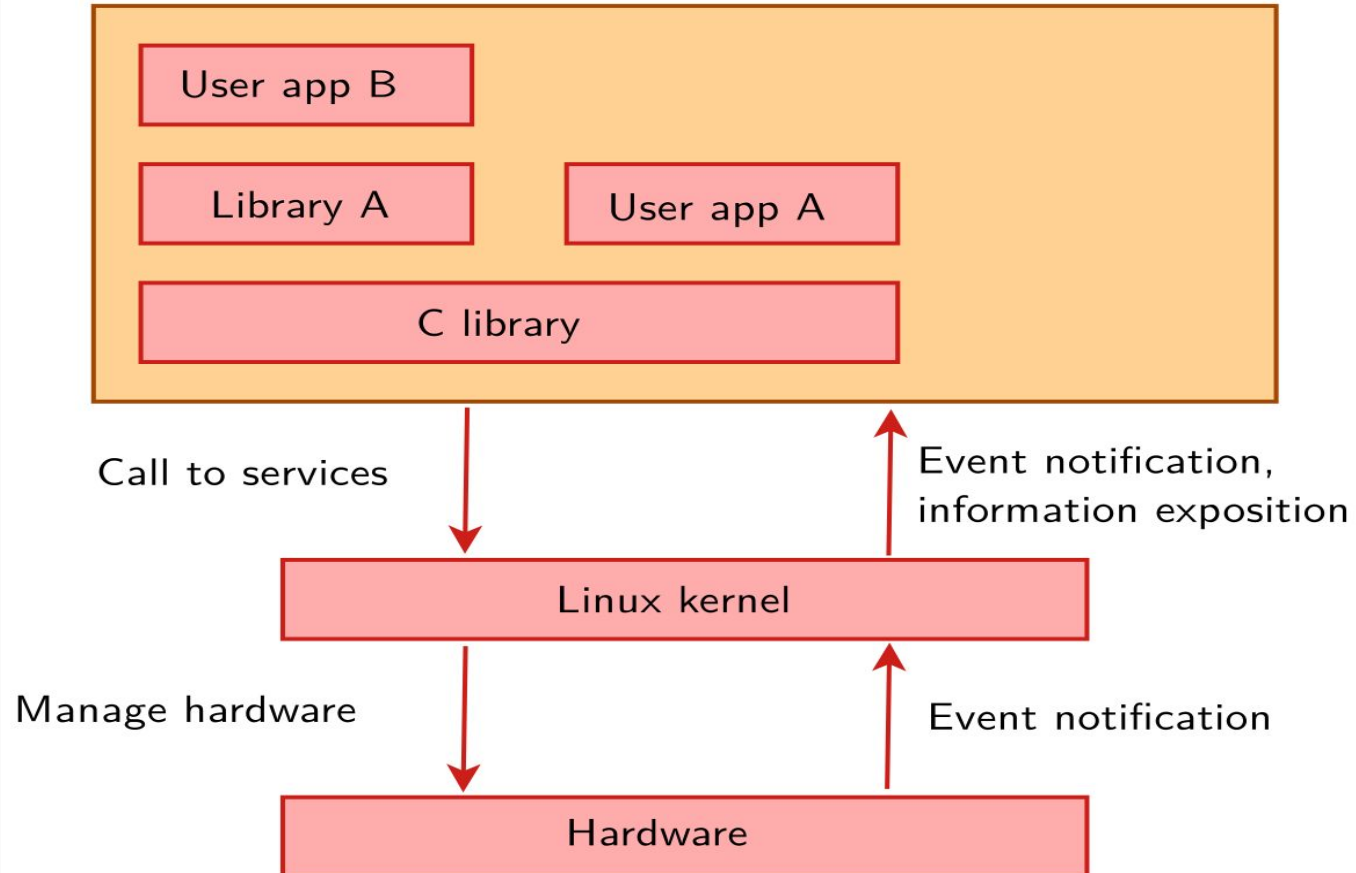 User app B
Library A
User app A
C library
Call to services
Event notification,
information exposition
Linux kernel
Manage hardware
Event notification
Hardware